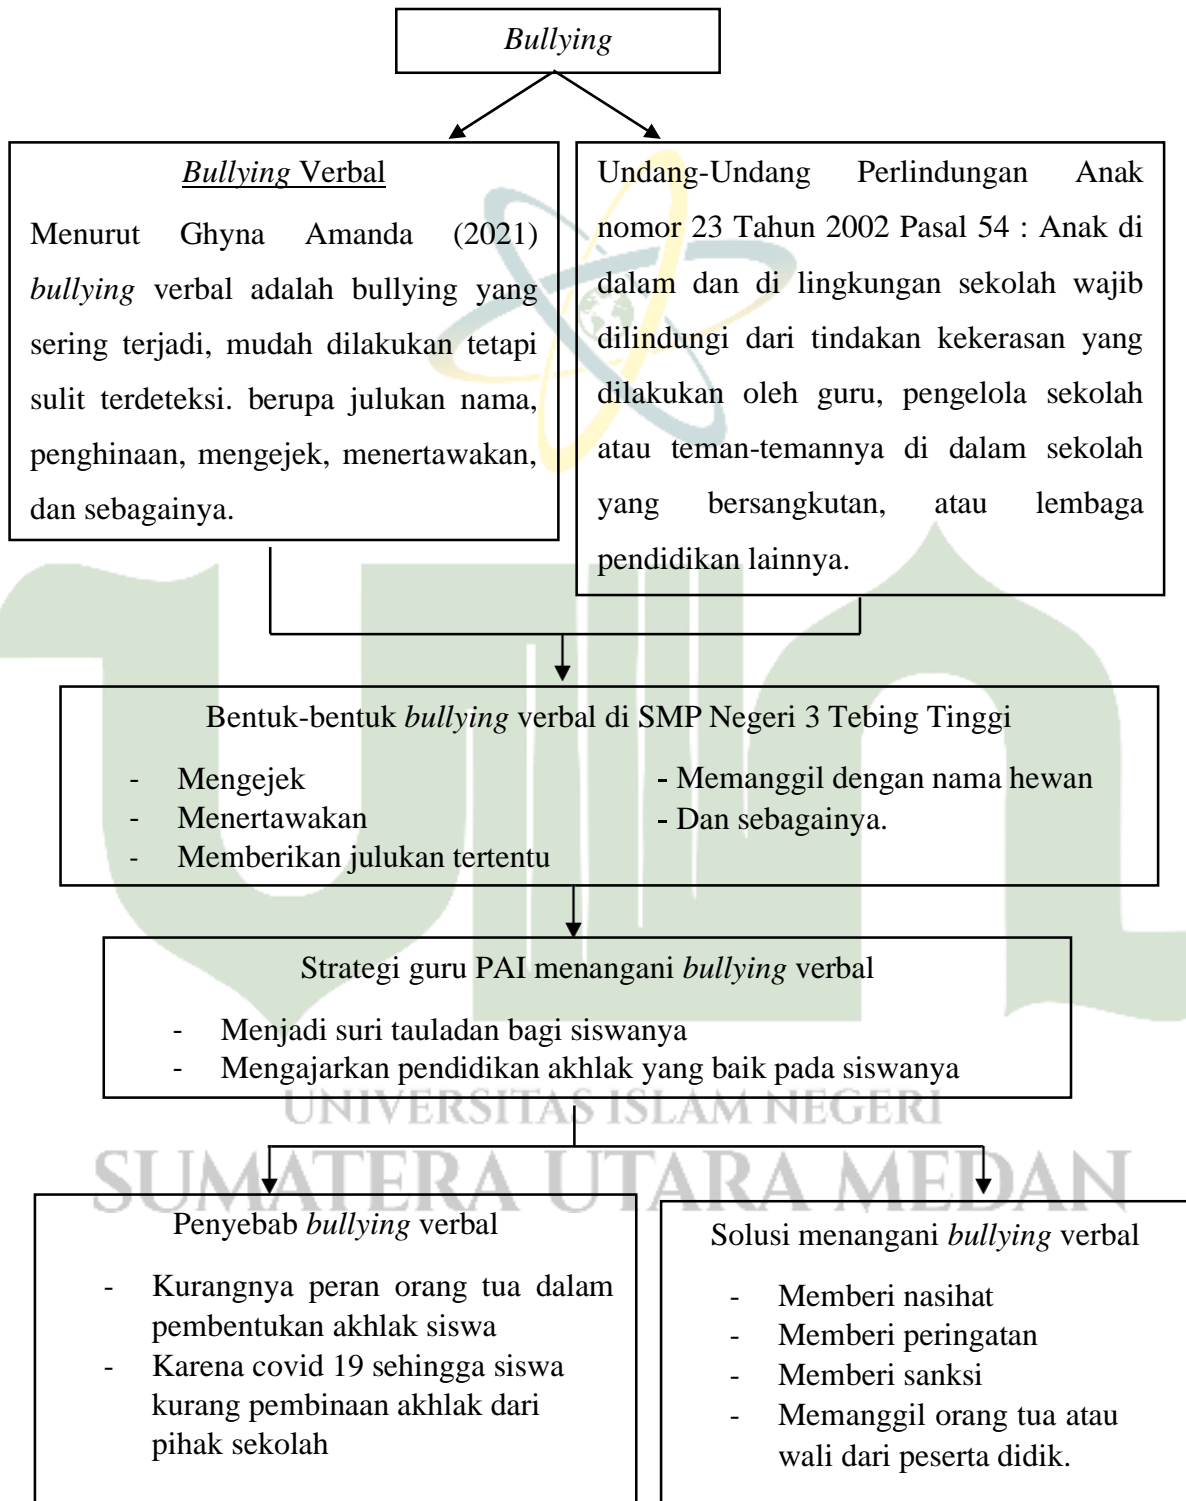 Bullying
Bullying Verbal
Menurut Ghyna Amanda (2021)
bullying verbal adalah bullying yang
sering terjadi, mudah dilakukan tetapi
sulit terdeteksi. berupa julukan nama,
penghinaan, mengejek, menertawakan,
dan sebagainya.
Undang-Undang Perlindungan Anak
nomor 23 Tahun 2002 Pasal 54 : Anak di
dalam dan di lingkungan sekolah wajib
dilindungi dari tindakan kekerasan yang
dilakukan oleh guru, pengelola sekolah
atau teman-temannya di dalam sekolah
yang bersangkutan, atau lembaga
pendidikan lainnya.
Bentuk-bentuk bullying verbal di SMP Negeri 3 Tebing Tinggi
- Mengejek
- Menertawakan
- Memberikan julukan tertentu
- Memanggil dengan nama hewan
- Dan sebagainya.
Strategi guru PAI menangani bullying verbal
- Menjadi suri tauladan bagi siswanya
- Mengajarkan pendidikan akhlak yang baik pada siswanya
UNIVERSITAS ISLAM NEGERI
SUMATERA UTARA MEDAN
Penyebab bullying verbal
- Kurangnya peran orang tua dalam
pembentukan akhlak siswa
- Karena covid 19 sehingga siswa
kurang pembinaan akhlak dari
pihak sekolah
Solusi menangani bullying verbal
- Memberi nasihat
- Memberi peringatan
- Memberi sanksi
- Memanggil orang tua atau
wali dari peserta didik.